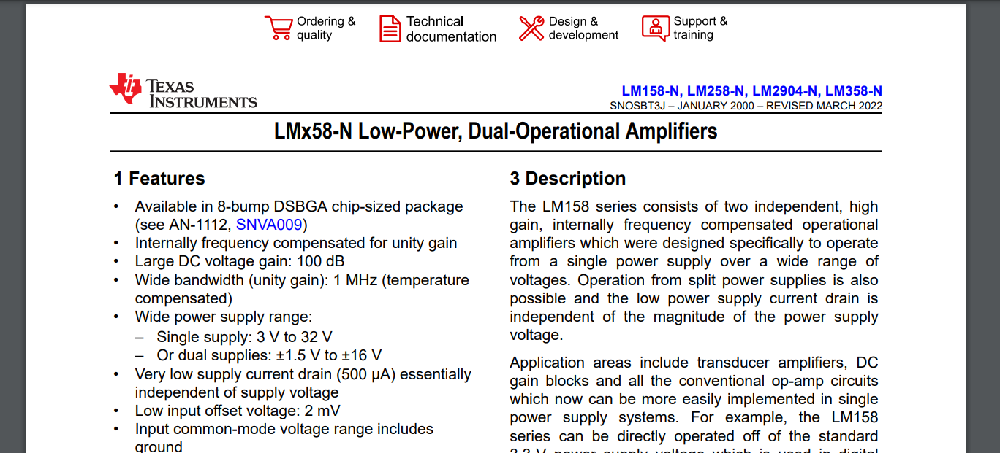 Ordering &
quality
Technical
documentation
Design &
development
Support &
training
TEXAS
INSTRUMENTS
LM158-N, LM258-N, LM2904-N, LM358-N
SNOSBT3J – JANUARY 2000 – REVISED MARCH 2022
LMx58-N Low-Power, Dual-Operational Amplifiers
1 Features
• Available in 8-bump DSBGA chip-sized package
(see AN-1112, SNVA009)
• Internally frequency compensated for unity gain
• Large DC voltage gain: 100 dB
• Wide bandwidth (unity gain): 1 MHz (temperature
compensated)
• Wide power supply range:
– Single supply: 3 V to 32 V
– Or dual supplies: ±1.5 V to ±16 V
• Very low supply current drain (500 µA) essentially
independent of supply voltage
• Low input offset voltage: 2 mV
• Input common-mode voltage range includes
ground
3 Description
The LM158 series consists of two independent, high
gain, internally frequency compensated operational
amplifiers which were designed specifically to operate
from a single power supply over a wide range of
voltages. Operation from split power supplies is also
possible and the low power supply current drain is
independent of the magnitude of the power supply
voltage.
Application areas include transducer amplifiers, DC
gain blocks and all the conventional op-amp circuits
which now can be more easily implemented in single
power supply systems. For example, the LM158
series can be directly operated off of the standard
3.3-V power supply voltage which is used in digital